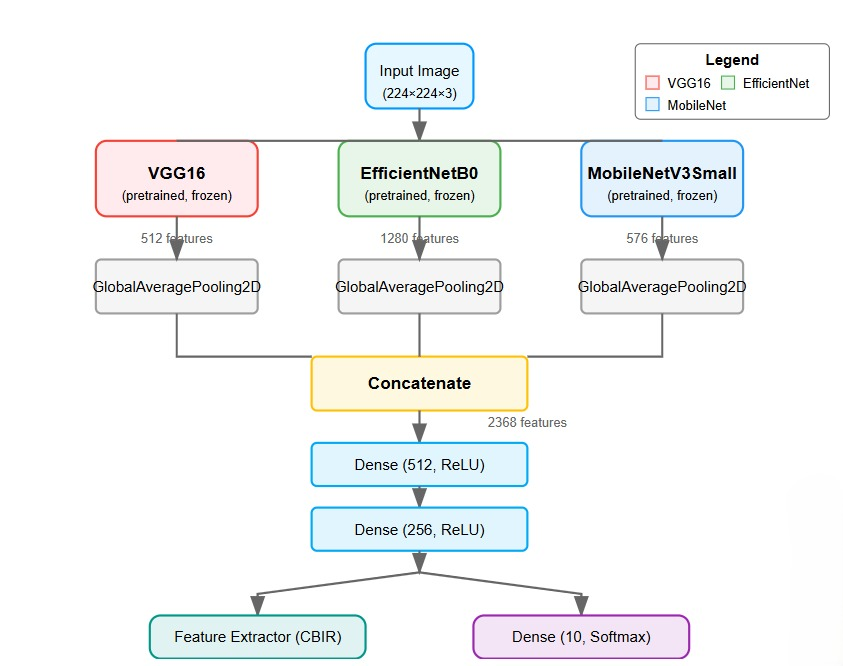 Input Image
(224×224×3)
Legend
VGG16
EfficientNet
MobileNet
VGG16
(pretrained, frozen)
EfficientNetB0
(pretrained, frozen)
MobileNetV3Small
(pretrained, frozen)
512 features
1280 features
576 features
GlobalAveragePooling2D
GlobalAveragePooling2D
GlobalAveragePooling2D
Concatenate
2368 features
Dense (512, ReLU)
Dense (256, ReLU)
Feature Extractor (CBIR)
Dense (10, Softmax)